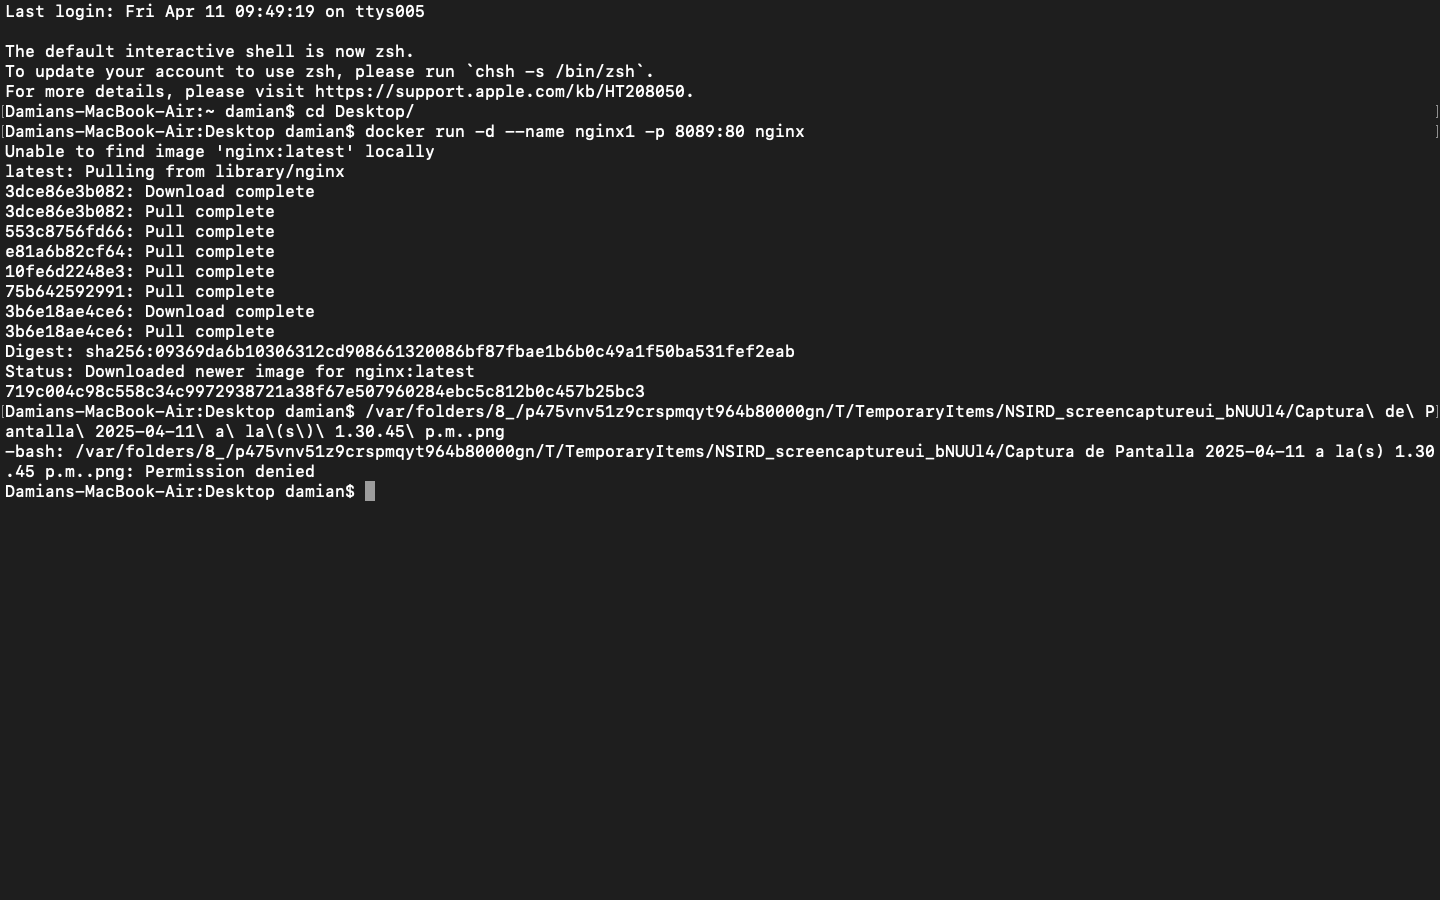 Last login: Fri Apr 11 09:49:19 on ttys005

The default interactive shell is now zsh.
To update your account to use zsh, please run `chsh -s /bin/zsh`.
For more details, please visit https://support.apple.com/kb/HT208050.
[Damians-MacBook-Air:~ damian$ cd Desktop/ ]
[Damians-MacBook-Air:Desktop damian$ docker run -d --name nginx1 -p 8089:80 nginx ]
Unable to find image 'nginx:latest' locally
latest: Pulling from library/nginx
3dce86e3b082: Download complete
3dce86e3b082: Pull complete
553c8756fd66: Pull complete
e81a6b82cf64: Pull complete
10fe6d2248e3: Pull complete
75b642592991: Pull complete
3b6e18ae4ce6: Download complete
3b6e18ae4ce6: Pull complete
Digest: sha256:09369da6b10306312cd908661320086bf87fbae1b6b0c49a1f50ba531fef2eab
Status: Downloaded newer image for nginx:latest
719c004c98c558c34c9972938721a38f67e507960284ebc5c812b0c457b25bc3
[Damians-MacBook-Air:Desktop damian$ /var/folders/8_/p475vnv51z9crspmqyt964b80000gn/T/TemporaryItems/NSIRD_screencaptureui_bNUUl4/Captura\ de\ P]
antalla\ 2025-04-11\ a\ la\(s\)\ 1.30.45\ p.m..png
-bash: /var/folders/8_/p475vnv51z9crspmqyt964b80000gn/T/TemporaryItems/NSIRD_screencaptureui_bNUUl4/Captura de Pantalla 2025-04-11 a la(s) 1.30
.45 p.m..png: Permission denied
Damians-MacBook-Air:Desktop damian$